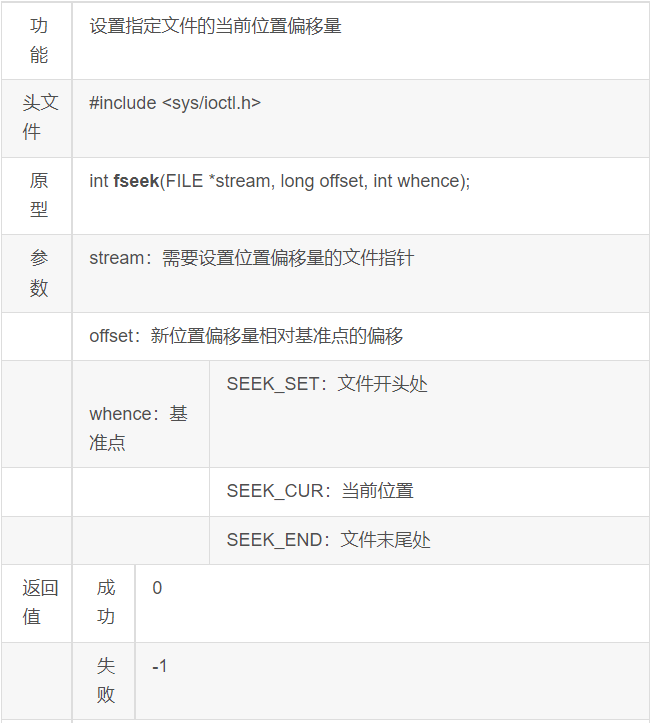 功
能
设置指定文件的当前位置偏移量
头文
件
#include <sys/ioctl.h>
原
型
int fseek(FILE *stream, long offset, int whence);
参
数
stream：需要设置位置偏移量的文件指针
offset：新位置偏移量相对基准点的偏移
whence：基
准点
SEEK_SET：文件开头处
SEEK_CUR：当前位置
SEEK_END：文件末尾处
返回
值
成
功
0
失
败
-1